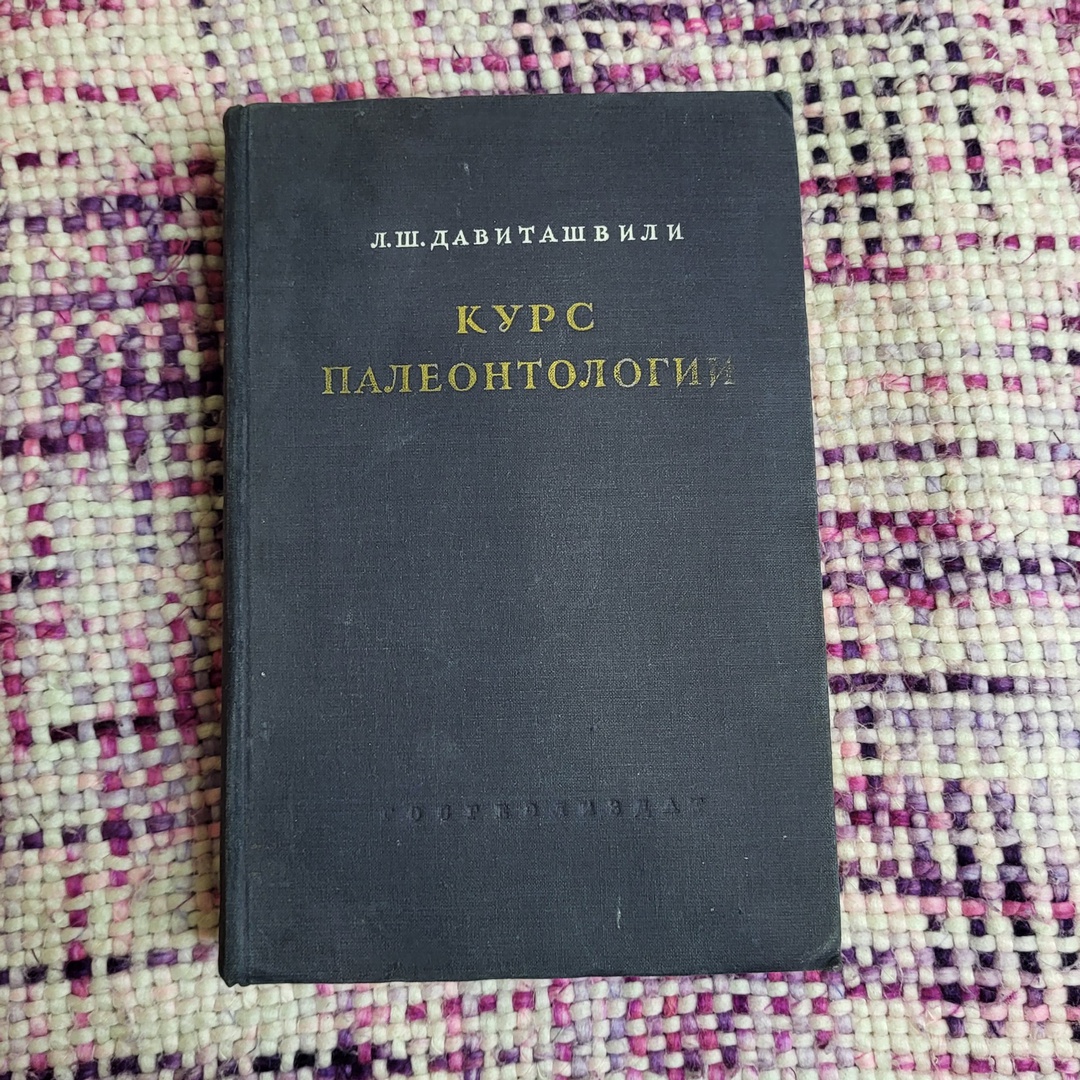 Л.Ш.ДАВИТАШВИЛИ
КУРС
ПАЛЕОНТОЛОГИИ
ГОСГЕОЛИЗДАТ